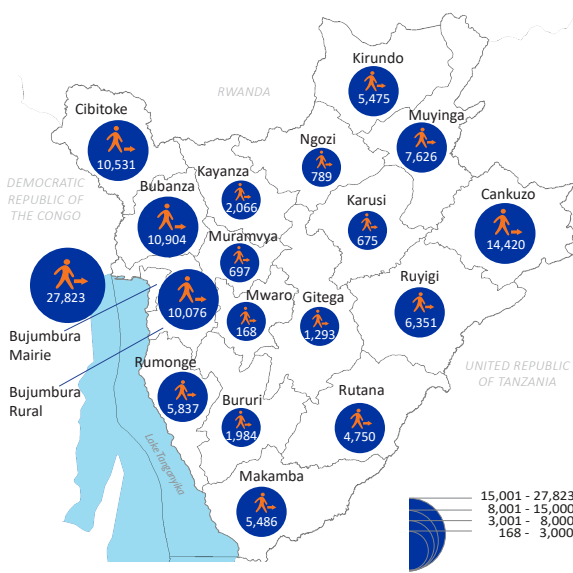 Kirundo
5,475
RWANDA
Cibitoke
10,531
Muyinga
7,626
Ngozi
789
Kayanza
2,066
DEMOCRATIC
REPUBLIC OF
THE CONGO
Bubanza
10,904
Karusi
675
Cankuzo
14,420
Muramvya
697
27,823
10,076
Mwaro
168
Gitega
1,293
Ruyigi
6,351
Bujumbura
Mairie
Bujumbura
Rural
Rumonge
5,837
UNITED REPUBLIC
OF TANZANIA
Bururi
1,984
Rutana
4,750
Lake Tanganyika
Makamba
5,486
15,001 - 27,823
8,001 - 15,000
3,001 - 8,000
168 - 3,000